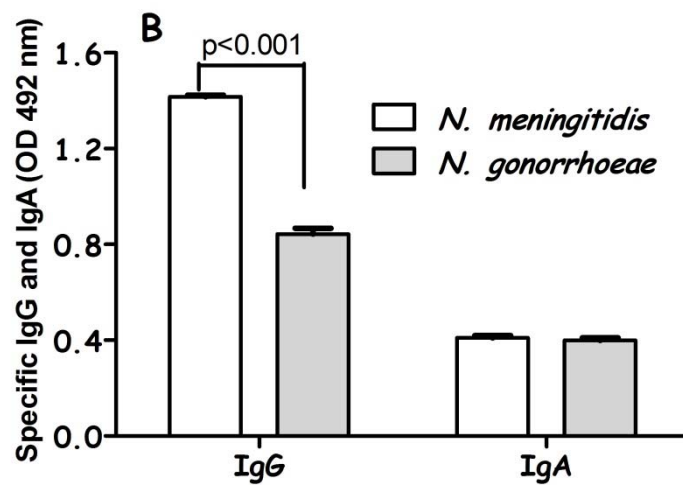 B
p<0.001
Specific IgG and IgA (OD 492 nm)
1.6
1.2
0.8
0.4
0.0
N. meningitidis
N. gonorrhoeae
IgG
IgA